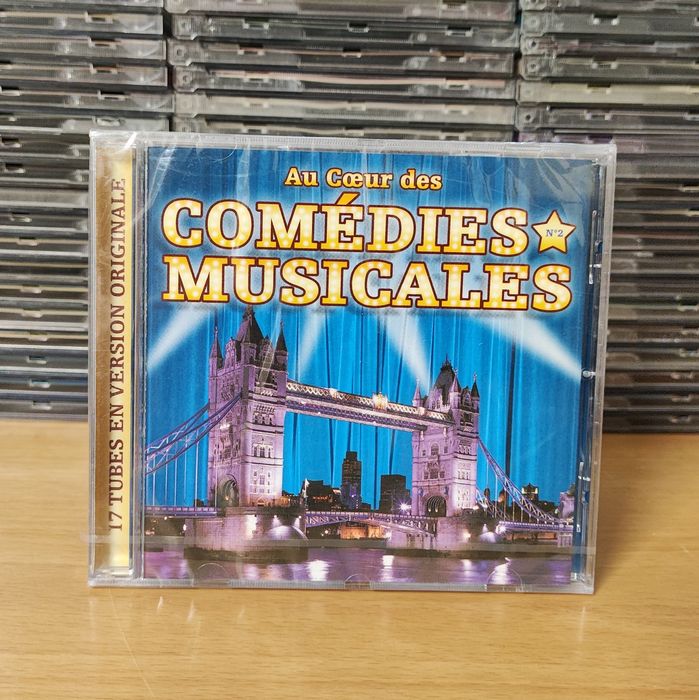 Au Cœur des
COMÉDIES
N°2
MUSICALES
17 TUBES EN VERSION ORIGINALE